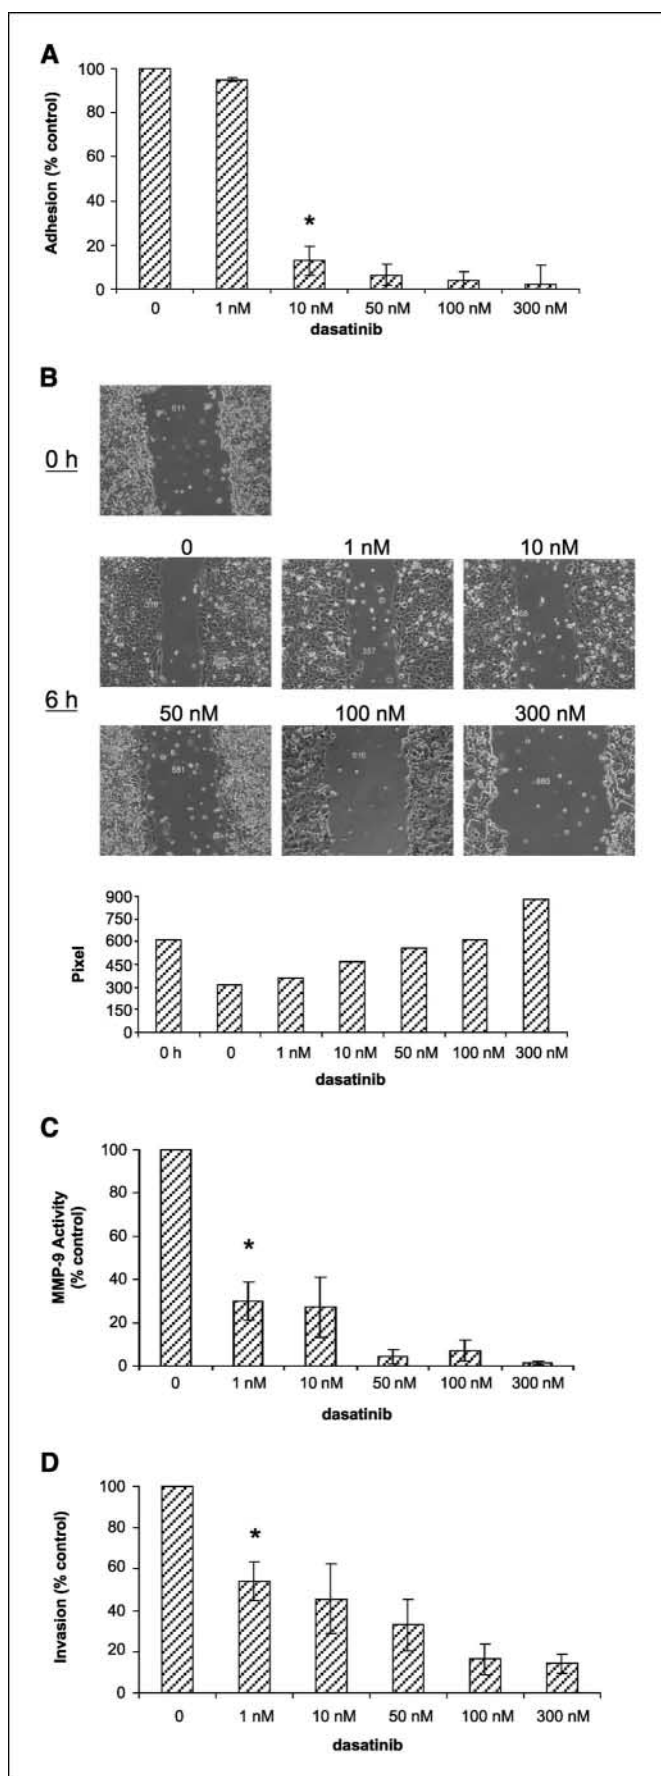 A
Adhesion (% control)
100
80
60
40
20
0
*
0 1 nM 10 nM 50 nM 100 nM 300 nM
dasatinib
B
0 h
611
0 1 nM 10 nM
357
6 h
50 nM 100 nM 300 nM
Pixel
900
750
600
450
300
150
0
0 h 0 1 nM 10 nM 50 nM 100 nM 300 nM
dasatinib
C
MMP-9 Activity
(% control)
100
80
60
40
20
0
*
0 1 nM 10 nM 50 nM 100 nM 300 nM
dasatinib
D
Invasion (% control)
100
80
60
40
20
0
*
0 1 nM 10 nM 50 nM 100 nM 300 nM
dasatinib